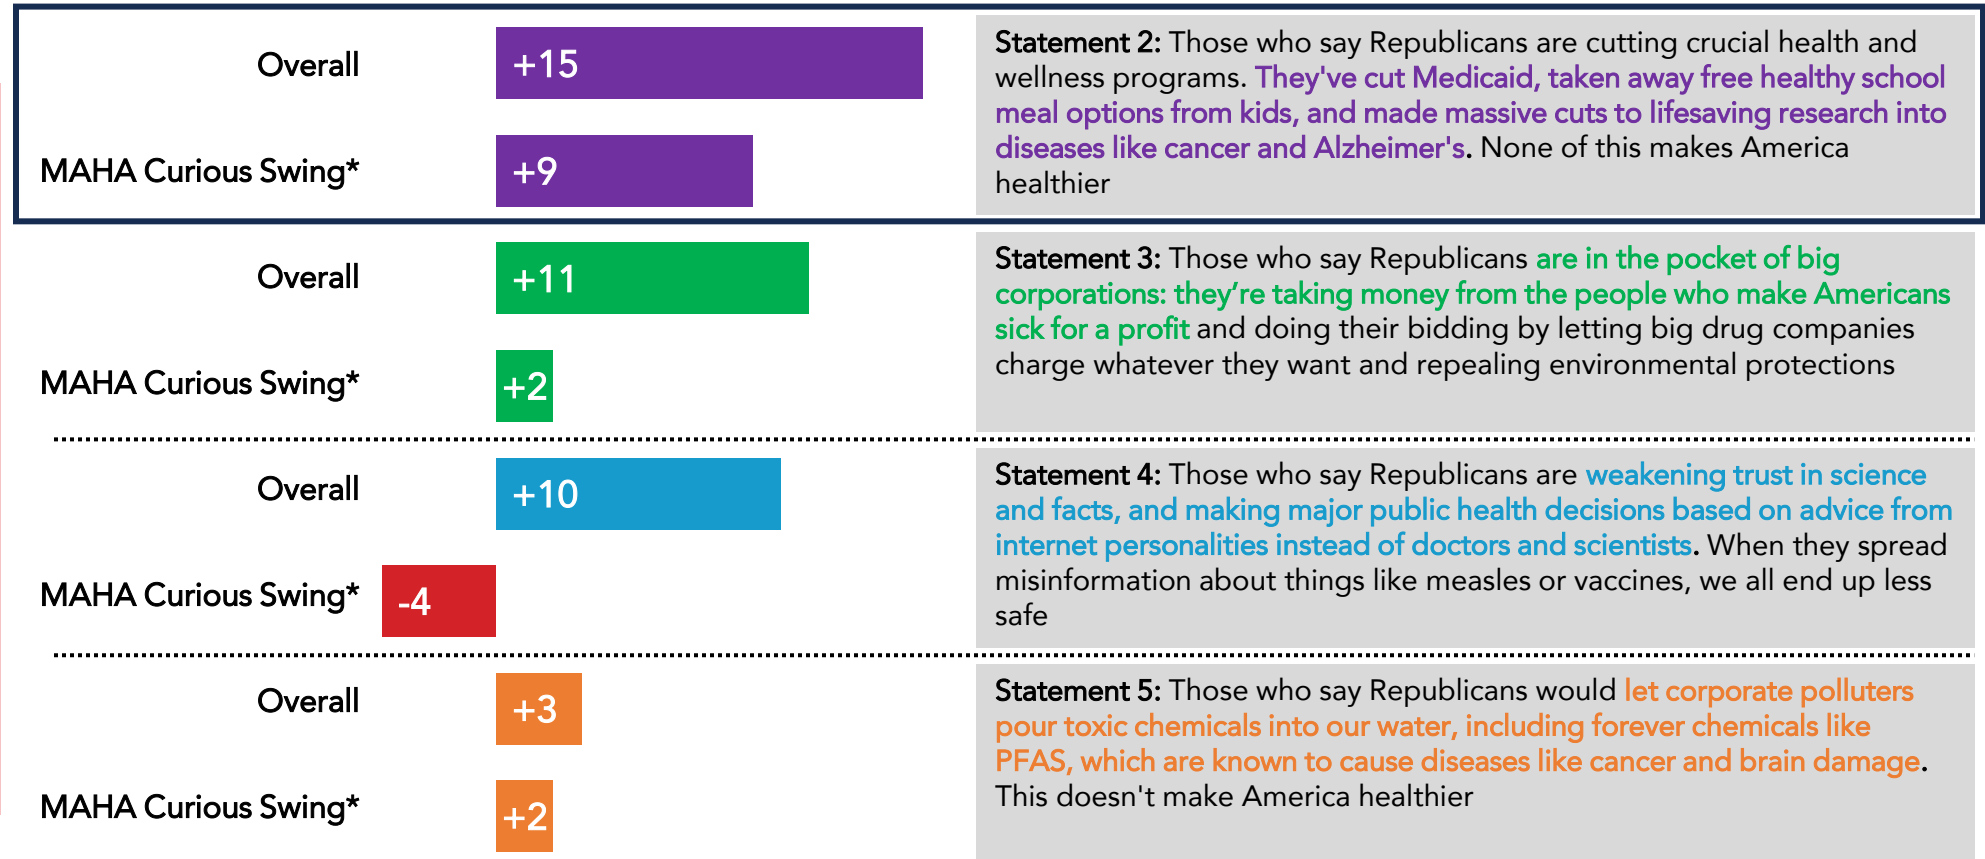 Overall
+15
MAHA Curious Swing*
+9
Statement 2: Those who say Republicans are cutting crucial health and
wellness programs. They've cut Medicaid, taken away free healthy school
meal options from kids, and made massive cuts to lifesaving research into
diseases like cancer and Alzheimer's. None of this makes America
healthier
Overall
+11
MAHA Curious Swing*
+2
Statement 3: Those who say Republicans are in the pocket of big
corporations: they’re taking money from the people who make Americans
sick for a profit and doing their bidding by letting big drug companies
charge whatever they want and repealing environmental protections
Overall
+10
MAHA Curious Swing*
-4
Statement 4: Those who say Republicans are weakening trust in science
and facts, and making major public health decisions based on advice from
internet personalities instead of doctors and scientists. When they spread
misinformation about things like measles or vaccines, we all end up less
safe
Overall
+3
MAHA Curious Swing*
+2
Statement 5: Those who say Republicans would let corporate polluters
pour toxic chemicals into our water, including forever chemicals like
PFAS, which are known to cause diseases like cancer and brain damage.
This doesn't make America healthier